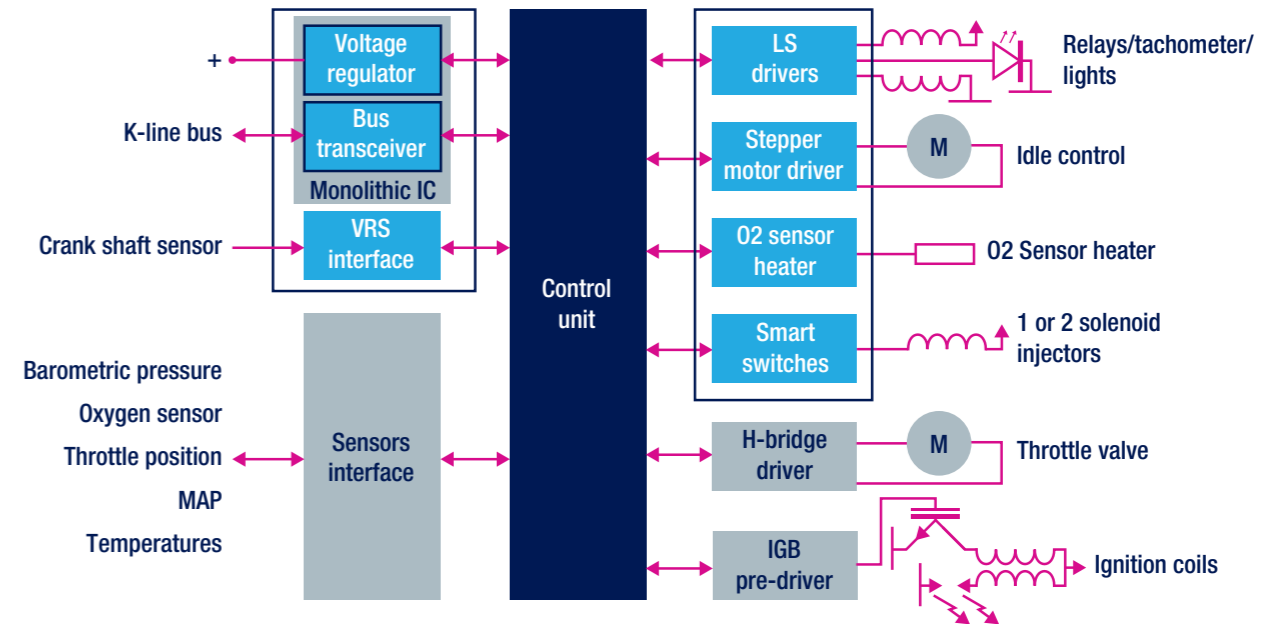 +
Voltage
regulator
K-line bus
Bus
transceiver
Monolithic IC
Crank shaft sensor
VRS
interface
Barometric pressure
Oxygen sensor
Throttle position
MAP
Temperatures
Sensors
interface
Control
unit
LS
drivers
Relays/tachometer/
lights
Stepper
motor driver
M
Idle control
O2 sensor
heater
O2 Sensor heater
Smart
switches
1 or 2 solenoid
injectors
H-bridge
driver
M
Throttle valve
IGB
pre-driver
Ignition coils